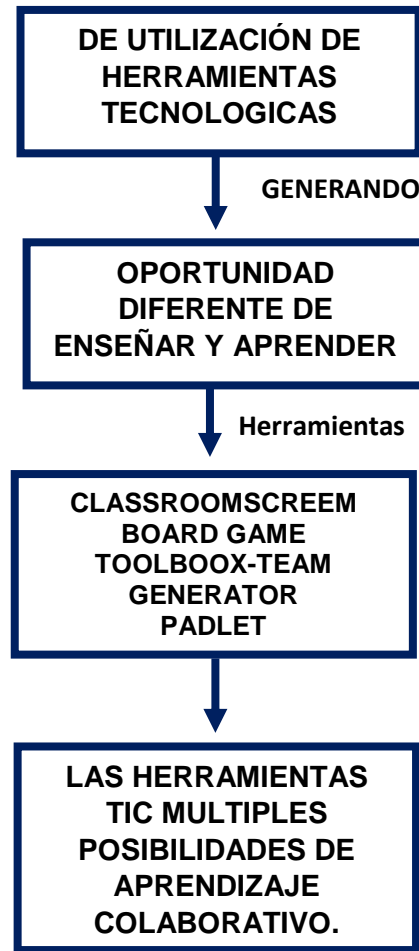 DE UTILIZACIÓN DE
HERRAMIENTAS
TECNOLOGICAS
GENERANDO
OPORTUNIDAD
DIFERENTE DE
ENSEÑAR Y APRENDER
Herramientas
CLASSROOMSCREEM
BOARD GAME
TOOLBOOX-TEAM
GENERATOR
PADLET
LAS HERRAMIENTAS
TIC MULTIPLES
POSIBILIDADES DE
APRENDIZAJE
COLABORATIVO.